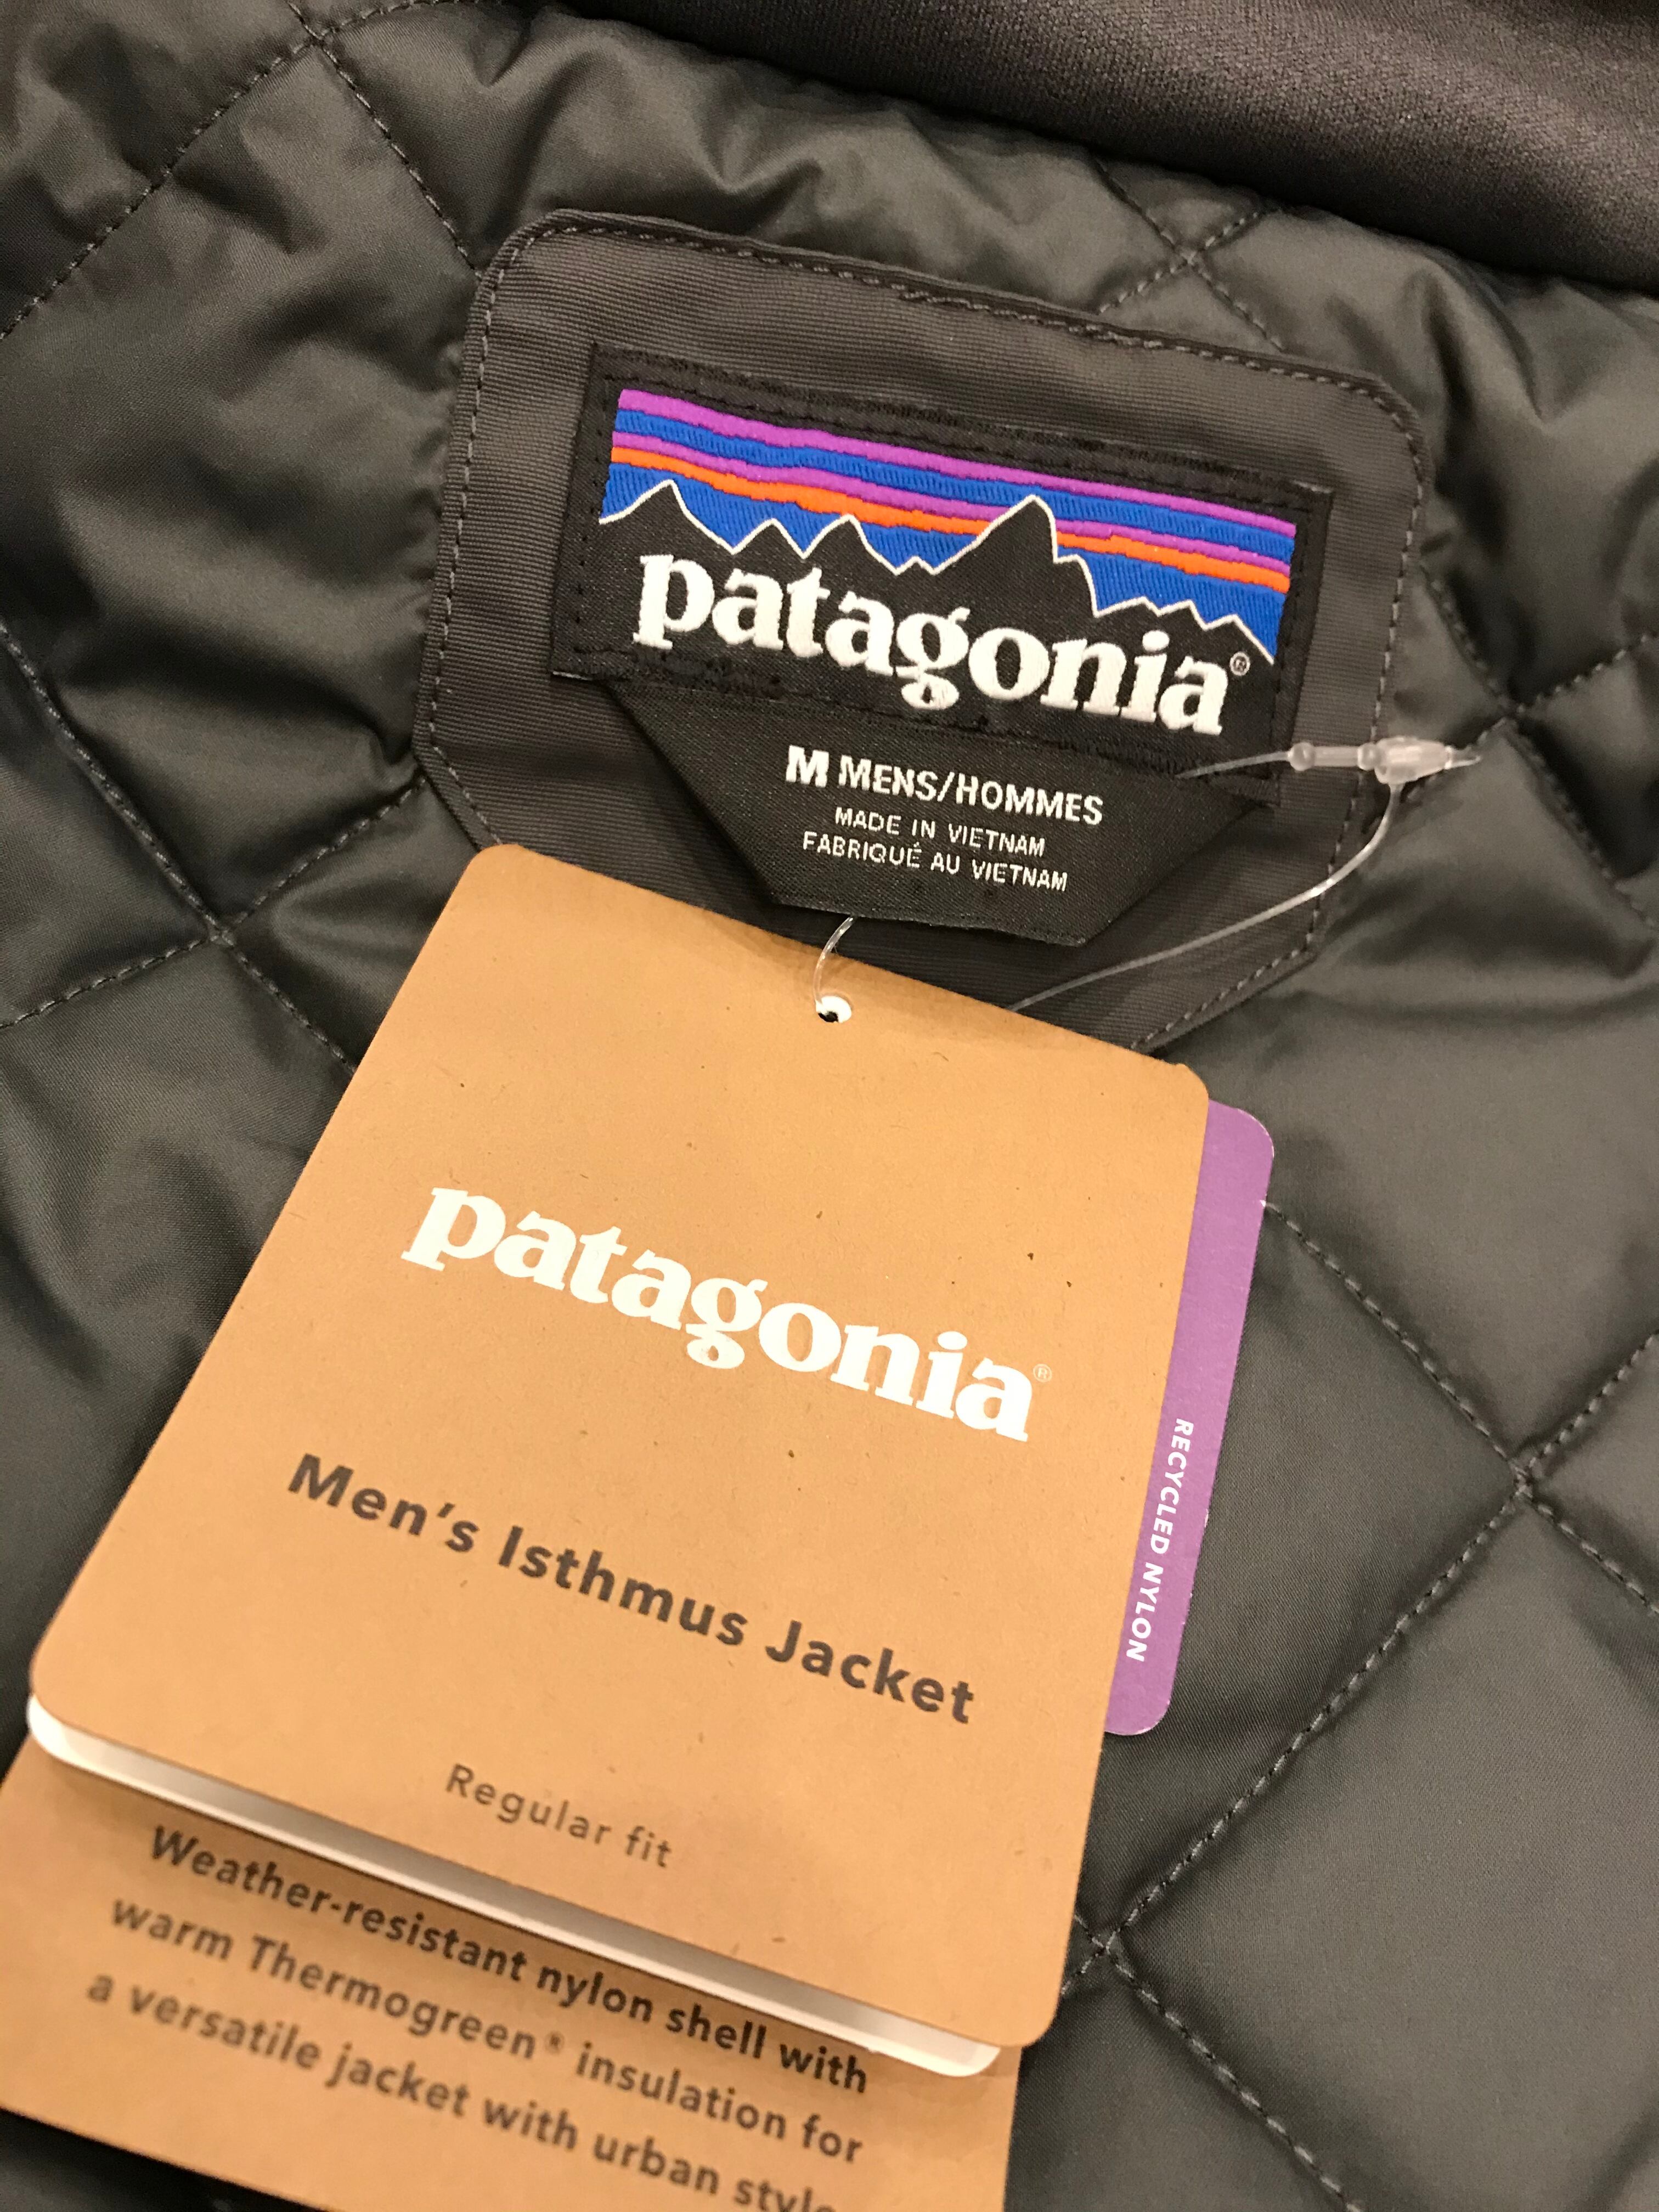 patagonia®
M MENS/HOMMES
MADE IN VIETNAM
FABRIQUÉ AU VIETNAM
patagonia®
Men's Isthmus Jacket
Regular fit
RECYCLED NYLON
Weather-resistant nylon shell with
warm Thermogreen® insulation for
a versatile jacket with urban style